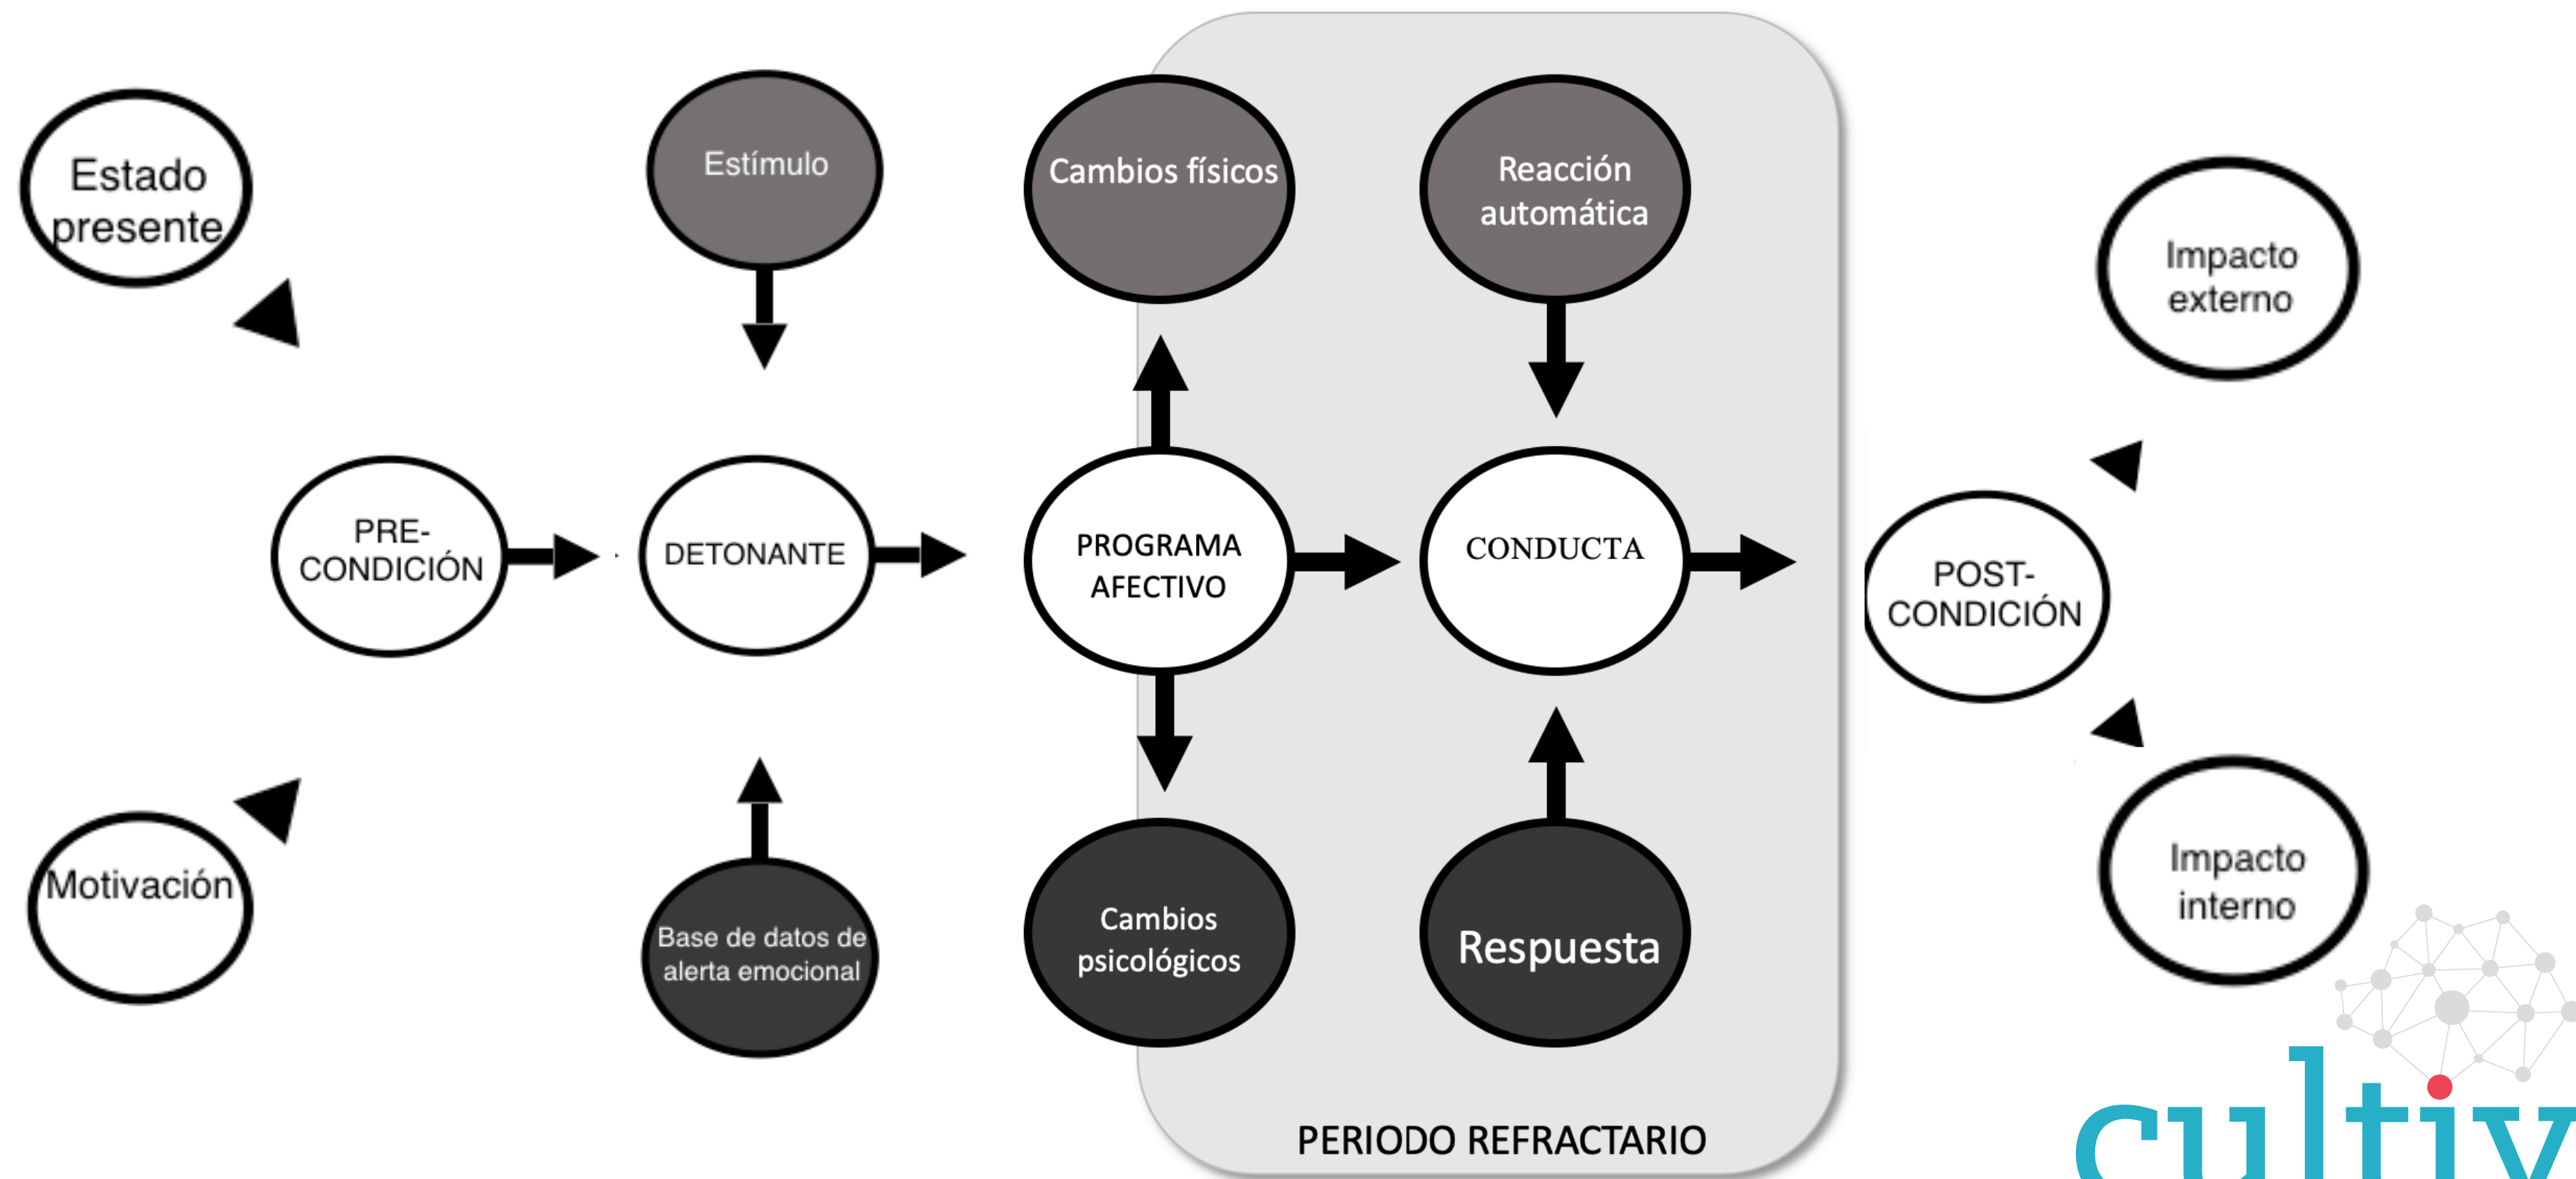 Estado
presente
Estímulo
Cambios físicos
Reacción
automática
Impacto
externo
PRE-
CONDICIÓN
DETONANTE
PROGRAMA
AFECTIVO
CONDUCTA
POST-
CONDICIÓN
Motivación
Base de datos de
alerta emocional
Cambios
psicológicos
Respuesta
Impacto
interno
PERIODO REFRACTARIO
cultiv